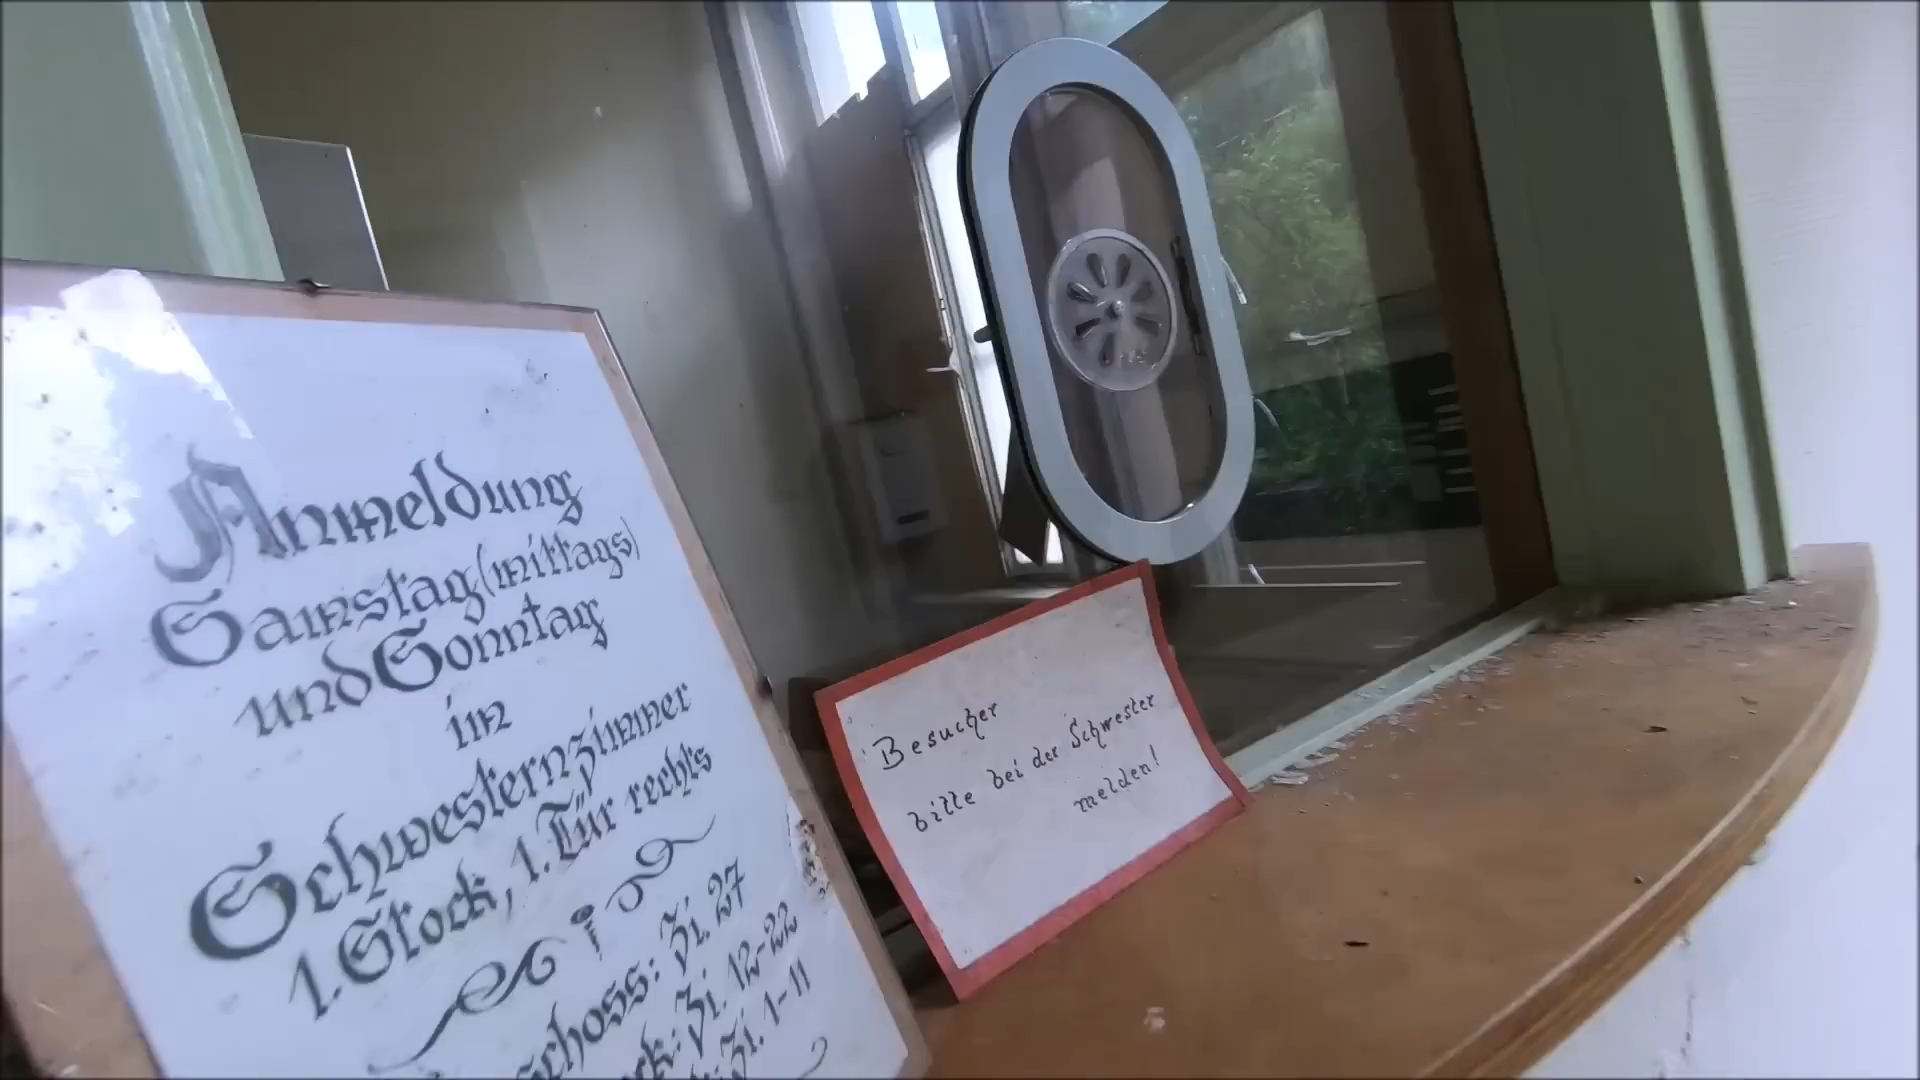 Anmeldung
Samstag (mittags)
und Sonntag
im
Schwesternzimmer
1. Stock, 1. Tür rechts
Zi. 27
Zi. 12-22
Zi. 1-11
Besucher
bitte bei der Schwester
melden!